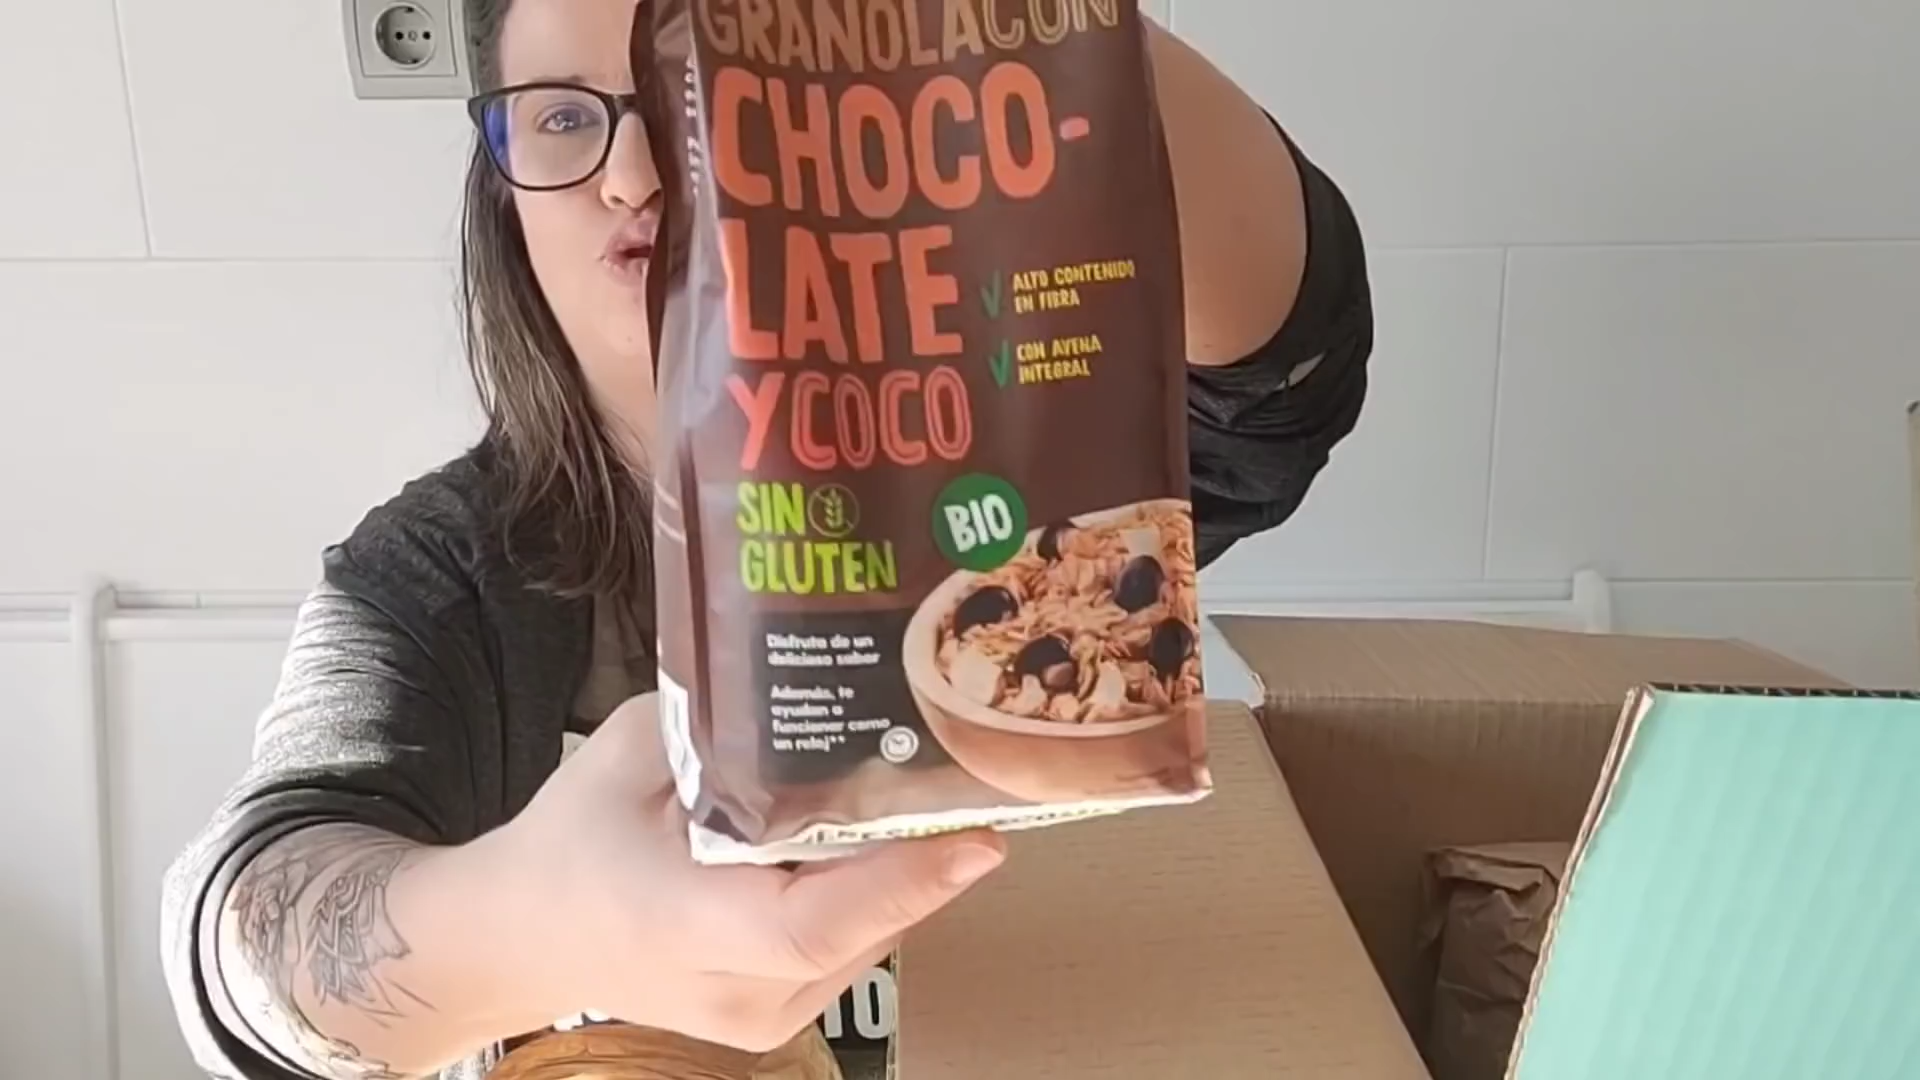 GRANOLA CON
CHOCO-
LATE
Y COCO
ALTO CONTENIDO
EN FIBRA
CON AVENA
INTEGRAL
SIN
GLUTEN
BIO
Disfruta de un
delicioso sabor
Además, te
ayudan a
funcionar como
un reloj**